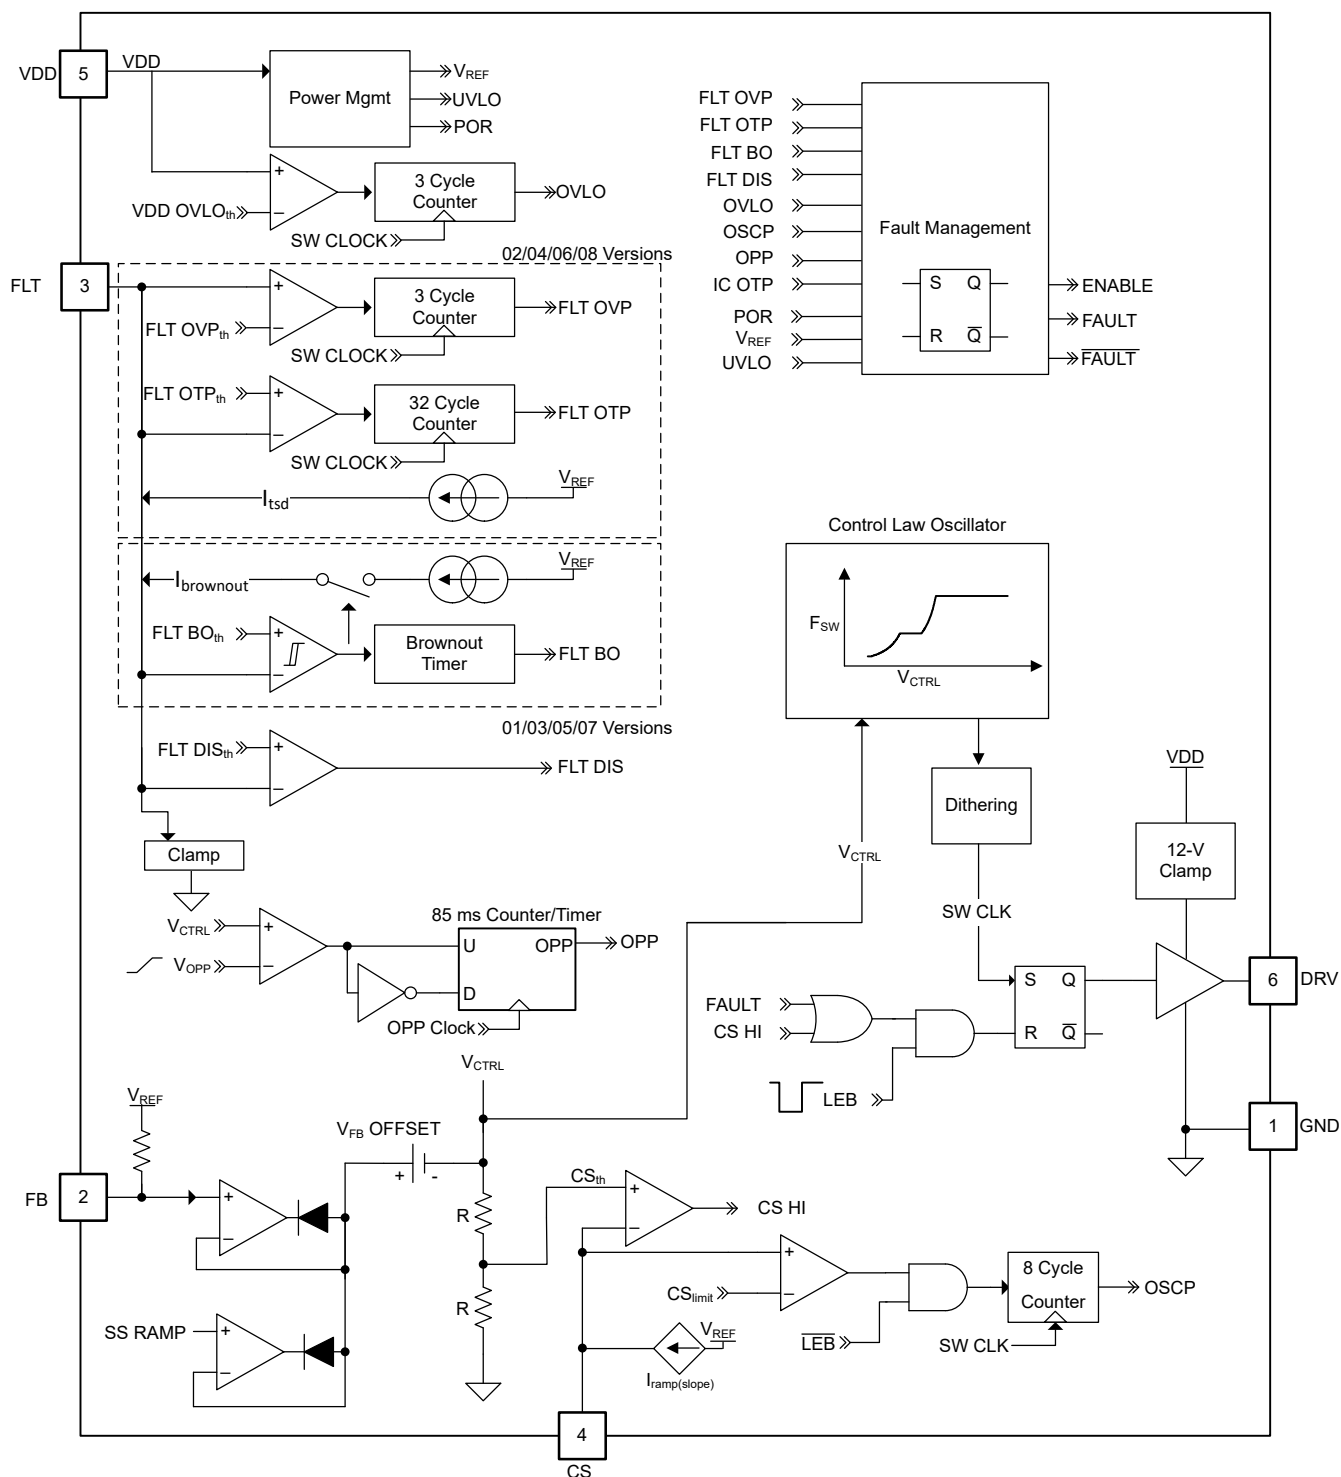 VDD 5 VDD
Power Mgmt
VREF
UVLO
POR
+
−
VDD OVLOth
3 Cycle
Counter
OVLO
SW CLOCK
02/04/06/08 Versions
FLT 3
+
−
FLT OVPth
3 Cycle
Counter
FLT OVP
SW CLOCK
FLT OTPth
+
−
32 Cycle
Counter
FLT OTP
SW CLOCK
Itsd
VREF
Ibrownout
VREF
FLT BOth
+
−
Brownout
Timer
FLT BO
01/03/05/07 Versions
FLT DISth
+
−
FLT DIS
Clamp
FLT OVP
FLT OTP
FLT BO
FLT DIS
OVLO
OSCP
OPP
IC OTP
POR
VREF
UVLO
Fault Management
S Q
R Q
ENABLE
FAULT
FAULT
Control Law Oscillator
FSW
VCTRL
Dithering
VDD
12-V
Clamp
VCTRL
SW CLK
VCTRL
VOPP
+
−
85 ms Counter/Timer
U OPP
D
OPP
OPP Clock
FAULT
CS HI
LEB
S Q
R Q
6 DRV
1 GND
VCTRL
VREF
VFB OFFSET
+ -
FB 2
+
−
SS RAMP
+
−
R
R
CSth
+
−
CS HI
+
−
CSlimit
LEB
8 Cycle
Counter
OSCP
SW CLK
VREF
Iramp(slope)
4
CS